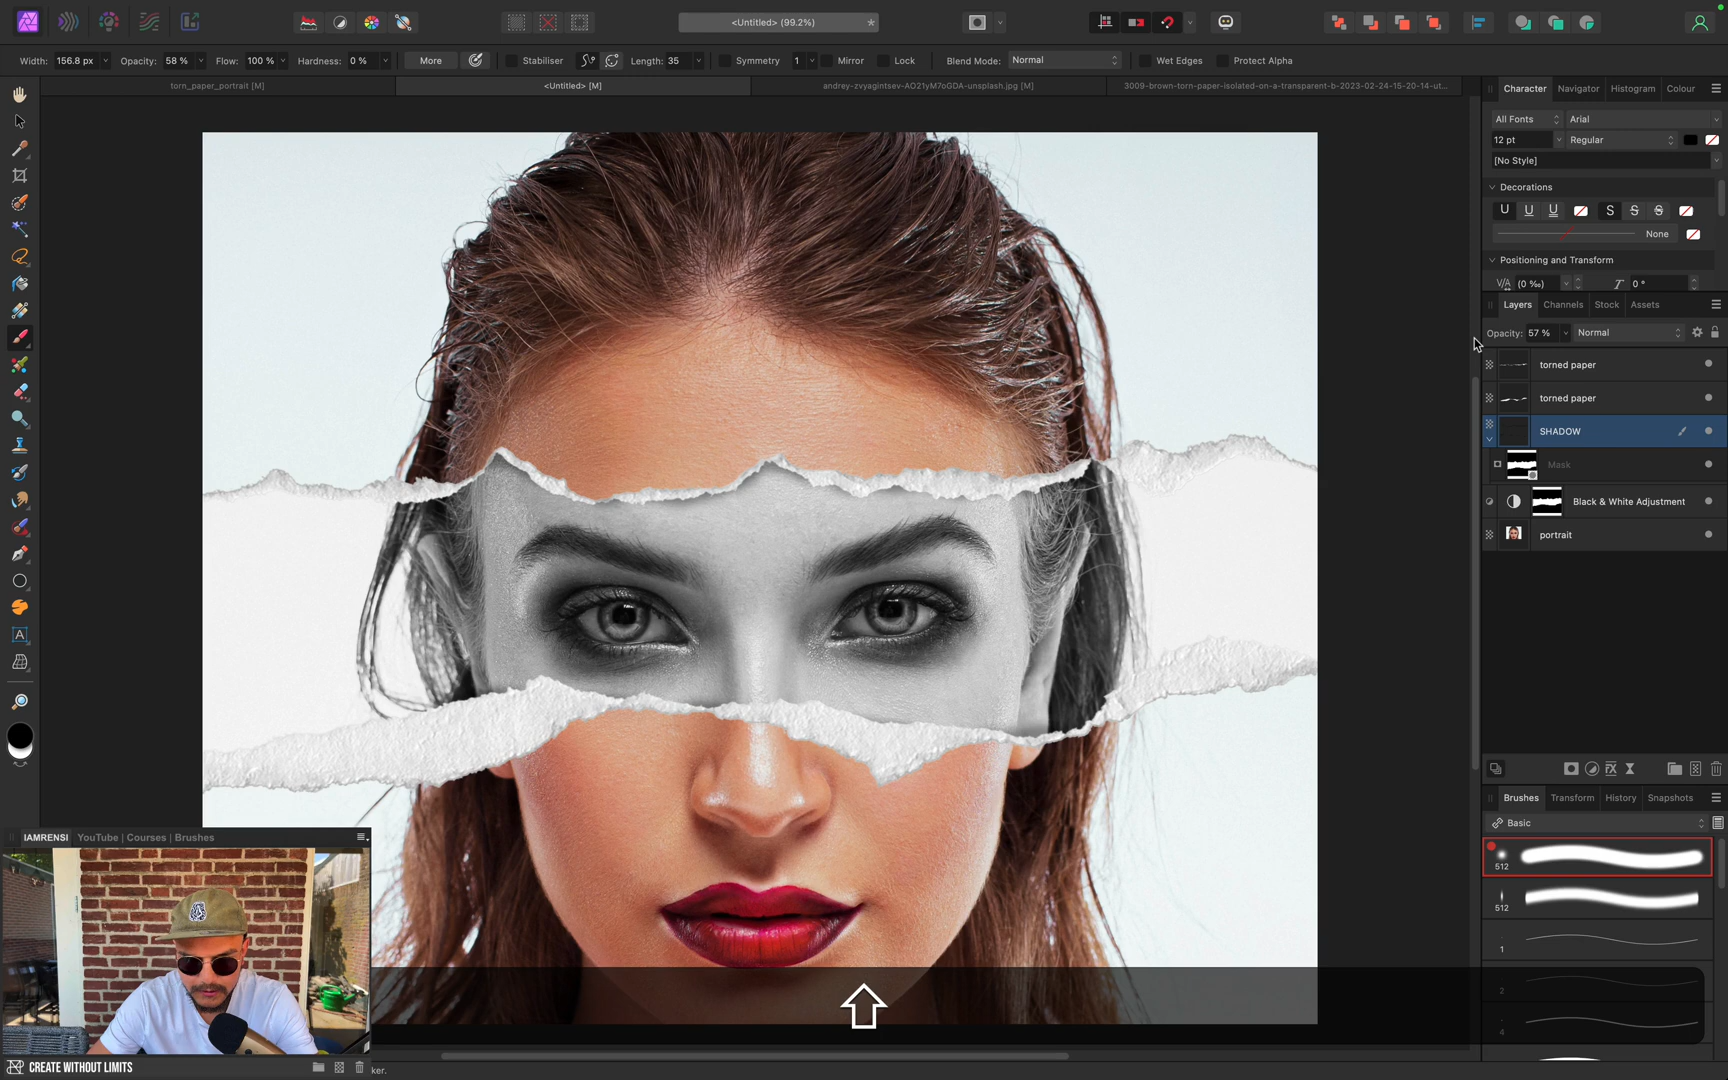 <Untitled> (99.2%)
*
Width: 156.8 px Opacity: 58 % Flow: 100 % Hardness: 0 % More Stabiliser Length: 35 Symmetry 1 Mirror Lock Blend Mode: Normal Wet Edges Protect Alpha
torn_paper_portrait [M] <Untitled> [M] andrey-zvyagintsev-AO21yM7oGDA-unsplash.jpg [M] 3009-brown-torn-paper-isolated-on-a-transparent-b-2023-02-24-15-20-14-ut...
Character Navigator Histogram Colour
All Fonts Arial
12 pt Regular
[No Style]
Decorations
U U U S S S
None
Positioning and Transform
V/A (0 ‰) T 0 °
Layers Channels Stock Assets
Opacity: 57 % Normal
torned paper
torned paper
SHADOW
Mask
Black & White Adjustment
portrait
Brushes Transform History Snapshots
Basic
512
512
1
2
4
IAMRENSI YouTube | Courses | Brushes
CREATE WITHOUT LIMITS
ker.